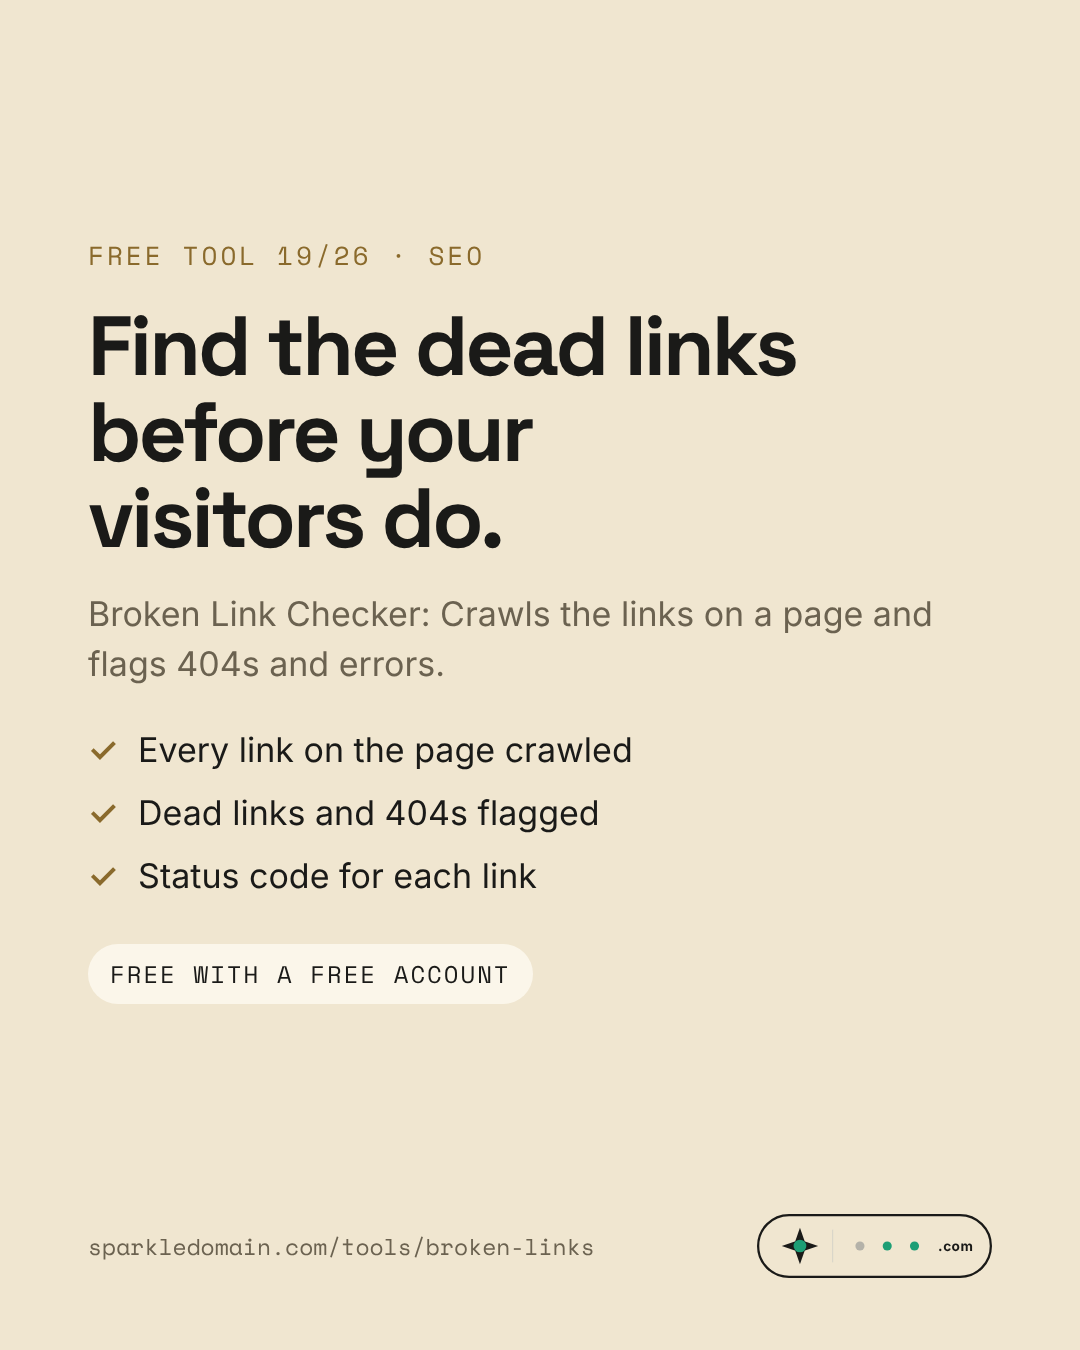 FREE TOOL 19/26 · SEO
Find the dead links
before your
visitors do.
Broken Link Checker: Crawls the links on a page and
flags 404s and errors.
Every link on the page crawled
Dead links and 404s flagged
Status code for each link
FREE WITH A FREE ACCOUNT
sparkledomain.com/tools/broken-links
.com